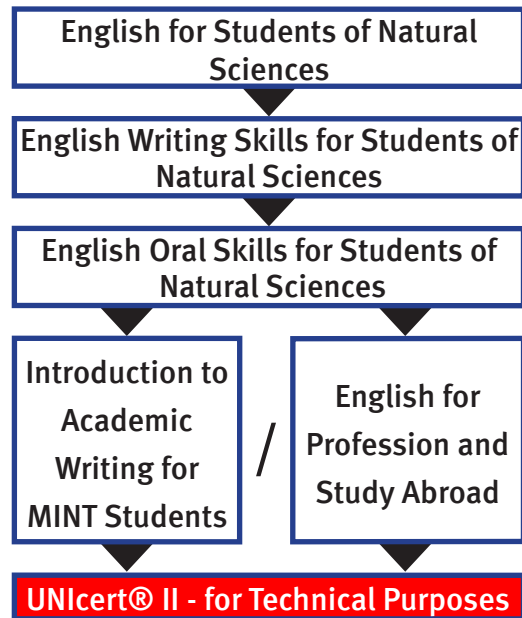 English for Students of Natural
Sciences
English Writing Skills for Students of
Natural Sciences
English Oral Skills for Students of
Natural Sciences
Introduction to
Academic
Writing for
MINT Students
/
English for
Profession and
Study Abroad
UNIcert® II - for Technical Purposes